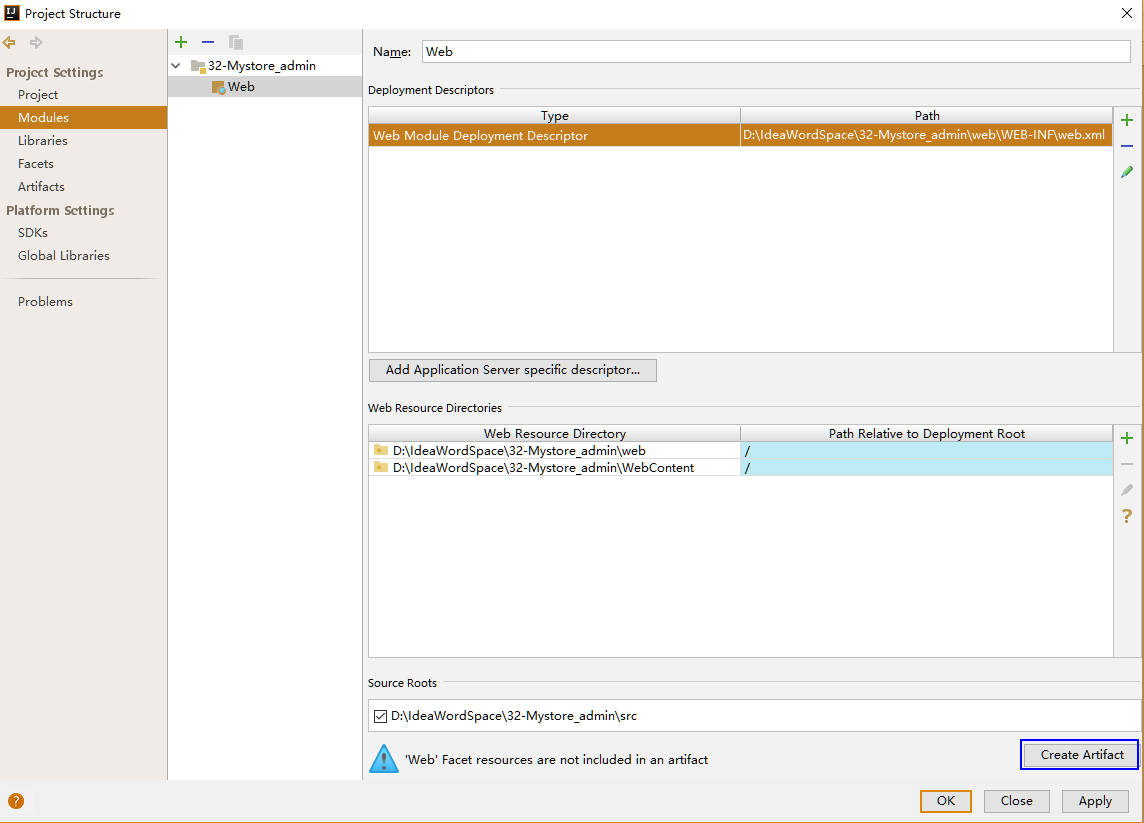 Project Structure
Project Settings
Project
Modules
Libraries
Facets
Artifacts
Platform Settings
SDKs
Global Libraries
Problems
32-Mystore_admin
Web
Name: Web
Deployment Descriptors
Type Path
Web Module Deployment Descriptor D:\IdeaWordSpace\32-Mystore_admin\web\WEB-INF\web.xml
Add Application Server specific descriptor...
Web Resource Directories
Web Resource Directory Path Relative to Deployment Root
D:\IdeaWordSpace\32-Mystore_admin\web /
D:\IdeaWordSpace\32-Mystore_admin\WebContent /
Source Roots
D:\IdeaWordSpace\32-Mystore_admin\src
'Web' Facet resources are not included in an artifact Create Artifact
OK Close Apply